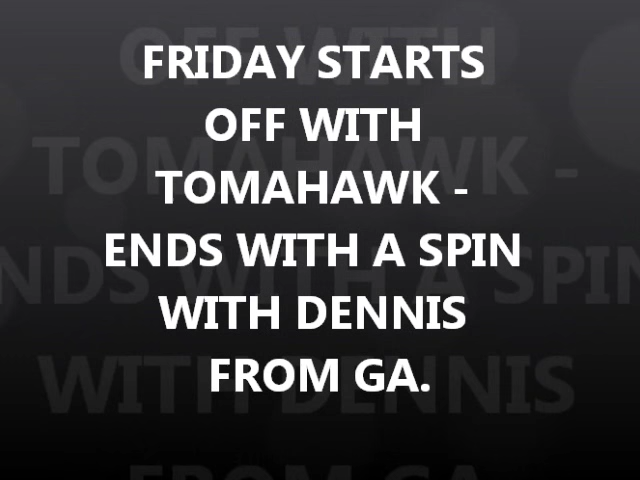 FRIDAY STARTS
OFF WITH
TOMAHAWK -
ENDS WITH A SPIN
WITH DENNIS
FROM GA.